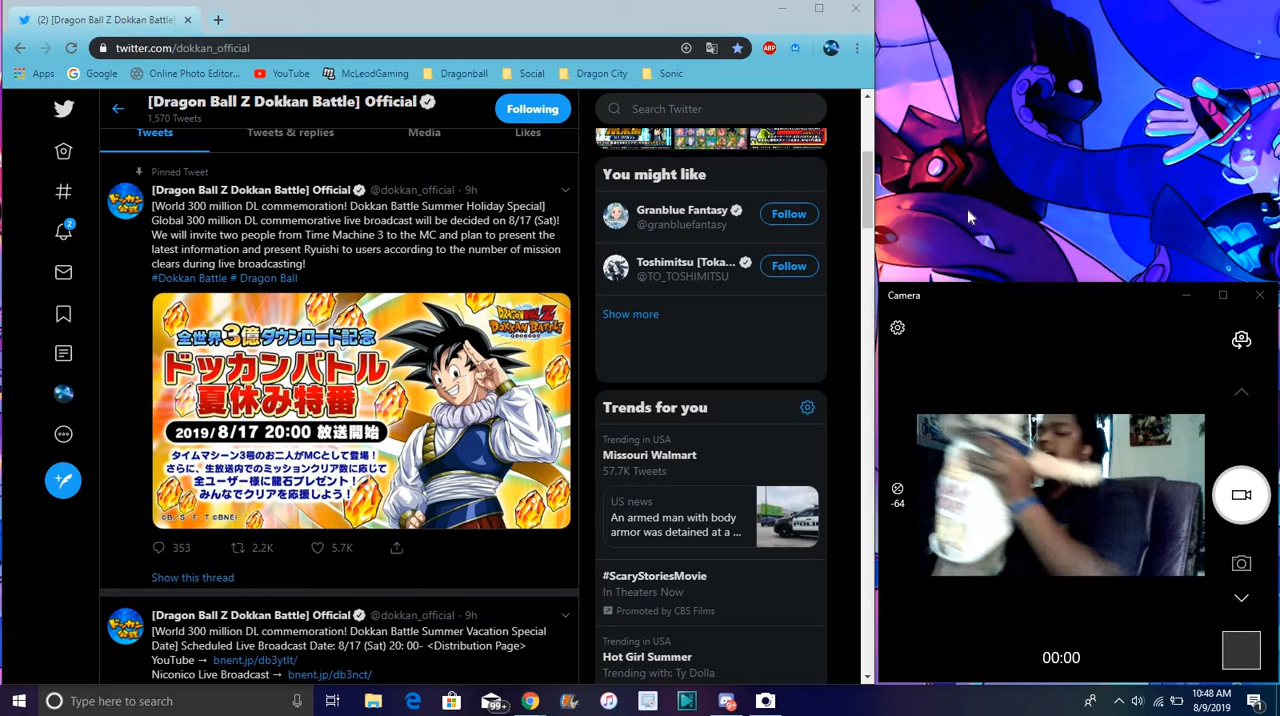 (2) [Dragon Ball Z Dokkan Battle]
twitter.com/dokkan_official
ABP
Apps
Google
Online Photo Editor...
YouTube
McLeodGaming
Dragonball
Social
Dragon City
Sonic
[Dragon Ball Z Dokkan Battle] Official
1,570 Tweets
Following
Search Twitter
Tweets
Tweets & replies
Media
Likes
Pinned Tweet
[Dragon Ball Z Dokkan Battle] Official @dokkan_official · 9h
[World 300 million DL commemoration! Dokkan Battle Summer Holiday Special]
Global 300 million DL commemorative live broadcast will be decided on 8/17 (Sat)!
We will invite two people from Time Machine 3 to the MC and plan to present the
latest information and present Ryuishi to users according to the number of mission
clears during live broadcasting!
#Dokkan Battle # Dragon Ball
DRAGON BALL Z
DOKKAN BATTLE
全世界3億ダウンロード記念
ドッカンバトル
夏休み特番
2019/8/17 20:00 放送開始
タイムマシーン3号のお二人がMCとして登場!
さらに、生放送内でのミッションクリア数に応じて
全ユーザー様に龍石プレゼント!
みんなでクリアを応援しよう!
©B/S・F・T ©BNEI
353
2.2K
5.7K
Show this thread
[Dragon Ball Z Dokkan Battle] Official @dokkan_official · 9h
[World 300 million DL commemoration! Dokkan Battle Summer Vacation Special
Date] Scheduled Live Broadcast Date: 8/17 (Sat) 20: 00- <Distribution Page>
YouTube → bnent.jp/db3ytlt/
Niconico Live Broadcast → bnent.jp/db3nct/
2
You might like
Granblue Fantasy
@granbluefantasy
Follow
Toshimitsu [Toka...
@TO_TOSHIMITSU
Follow
Show more
Trends for you
Trending in USA
Missouri Walmart
57.7K Tweets
US news
An armed man with body
armor was detained at a ...
#ScaryStoriesMovie
In Theaters Now
Promoted by CBS Films
Trending in USA
Hot Girl Summer
Trending with: Ty Dolla
Camera
-64
00:00
Type here to search
99+
9+
10:48 AM
8/9/2019
1